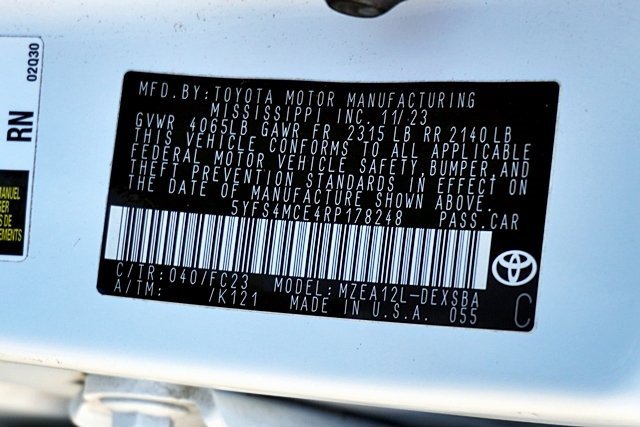 02Q30
RN
MANUEL
MFD. BY: TOYOTA MOTOR MANUFACTURING
MISSISSIPPI INC. 11/23
GVWR 4065LB GAWR FR 2315LB RR 2140LB
THIS VEHICLE CONFORMS TO ALL APPLICABLE
FEDERAL MOTOR VEHICLE SAFETY, BUMPER, AND
THEFT PREVENTION STANDARDS IN EFFECT ON
THE DATE OF MANUFACTURE SHOWN ABOVE.
5YFS4MCE4RP178248 PASS. CAR
C/TR: 040/FC23 MODEL: MZEA12L-DEXSBA
A/TM: /K121 MADE IN U.S.A. 055 C